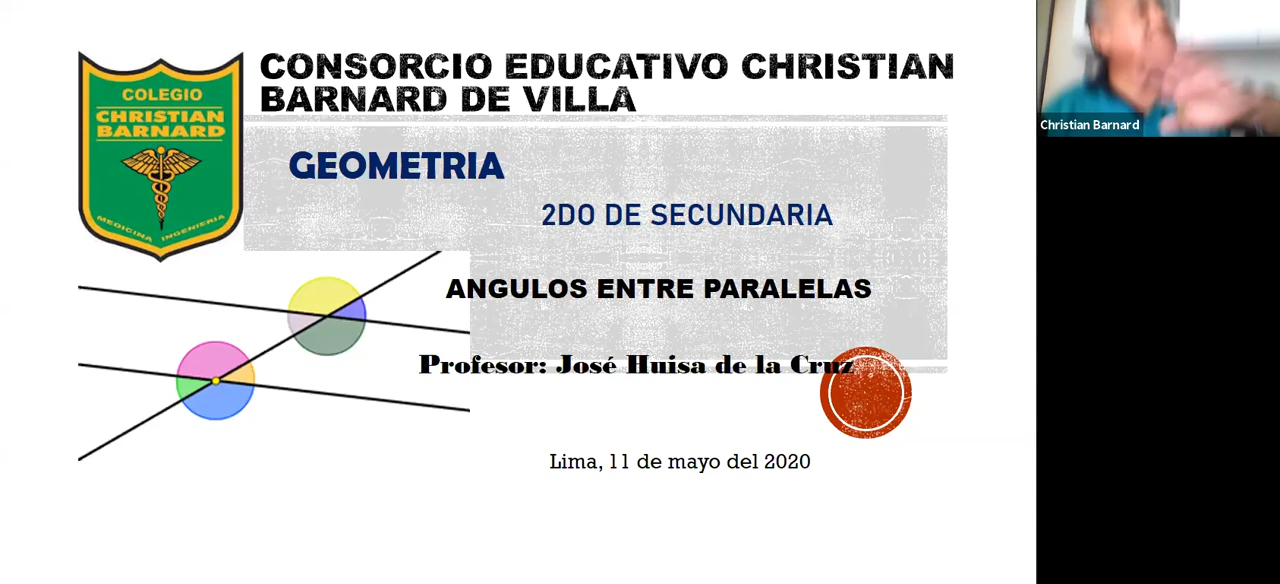 CONSORCIO EDUCATIVO CHRISTIAN
BARNARD DE VILLA
COLEGIO
CHRISTIAN
BARNARD
MEDICINA INGENIERIA
GEOMETRIA
2DO DE SECUNDARIA
ANGULOS ENTRE PARALELAS
Profesor: José Huisa de la Cruz
Lima, 11 de mayo del 2020
Christian Barnard